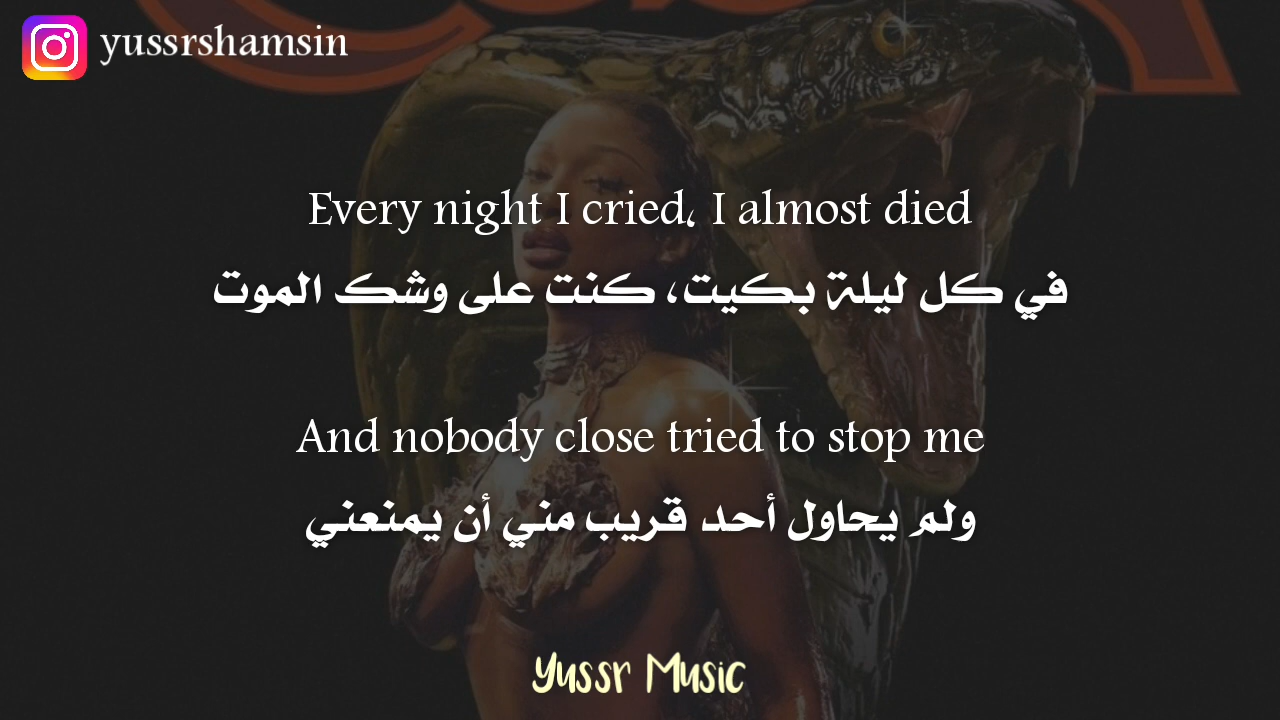 yussrshamsin
Every night I cried، I almost died
في كل ليلة بكيت، كنت على وشك الموت
And nobody close tried to stop me
ولم يحاول أحد قريب مني أن يمنعني
Yussr Music